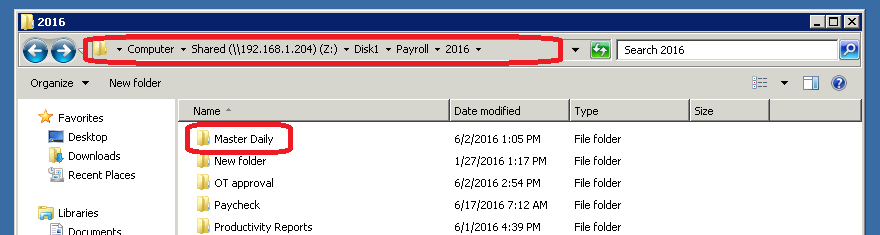 2016
Computer Shared (\\192.168.1.204) (Z:) Disk1 Payroll 2016
Search 2016
Organize New folder
Name Date modified Type Size
Favorites
Desktop
Downloads
Recent Places
Libraries
Documents
Master Daily 6/2/2016 1:05 PM File folder
New folder 1/27/2016 1:17 PM File folder
OT approval 6/2/2016 2:54 PM File folder
Paycheck 6/17/2016 7:12 AM File folder
Productivity Reports 6/1/2016 4:39 PM File folder